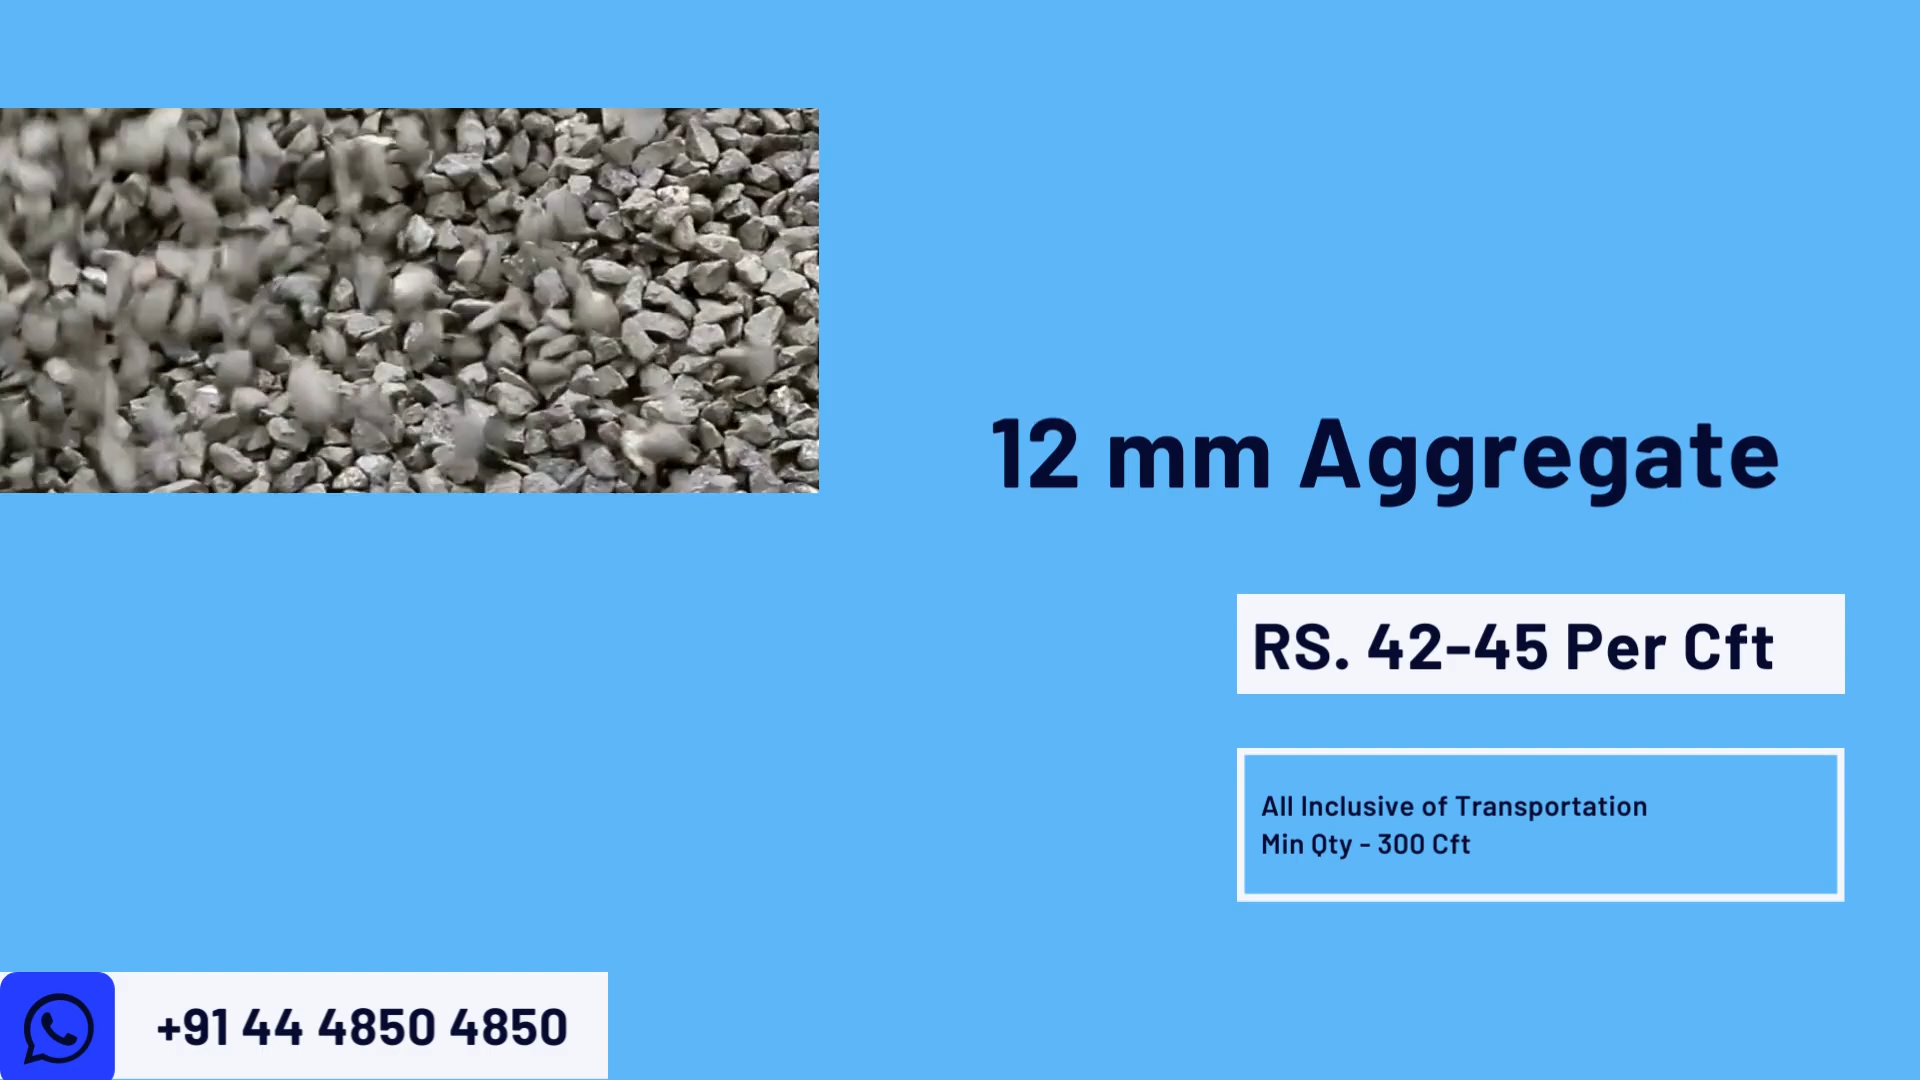 12 mm Aggregate
RS. 42-45 Per Cft
All Inclusive of Transportation
Min Qty - 300 Cft
+91 44 4850 4850